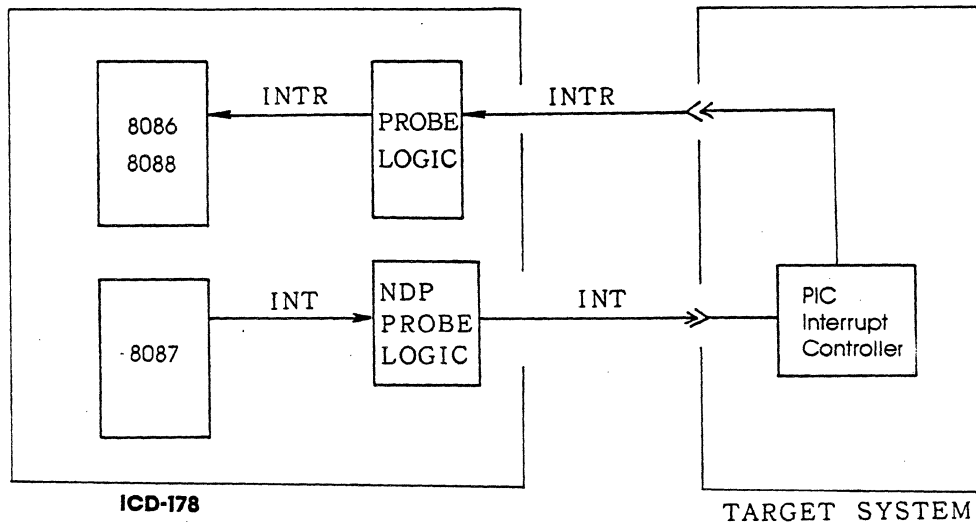 INTR
INTR
8086
8088
PROBE
LOGIC
INT
NDP
PROBE
LOGIC
INT
PIC
Interrupt
Controller
8087
ICD-178
TARGET SYSTEM